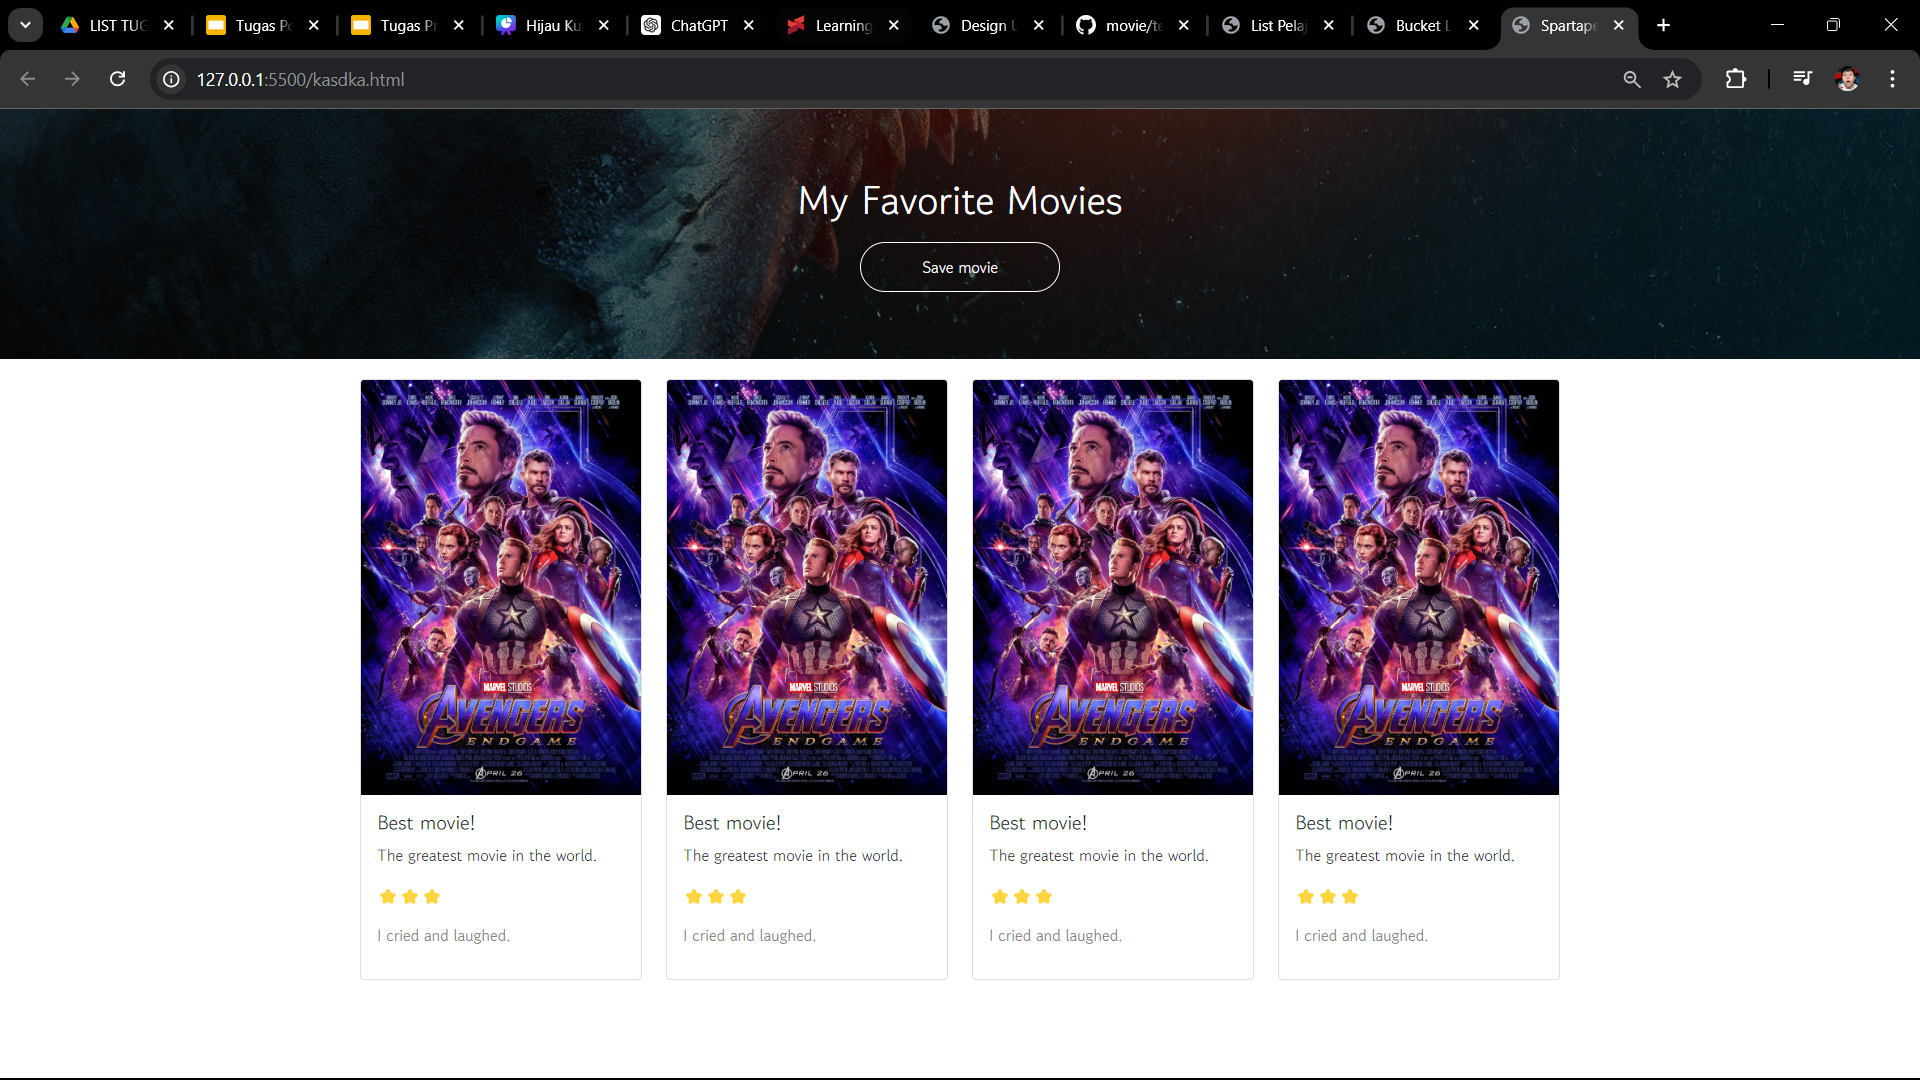 LIST TUG
Tugas Po
Tugas Pr
Hijau Ku
ChatGPT
Learning
Design U
movie/te
List Pelaj
Bucket L
Spartape
127.0.0.1:5500/kasdka.html
My Favorite Movies
Save movie
MARVEL STUDIOS
AVENGERS
ENDGAME
APRIL 26
MARVEL STUDIOS
AVENGERS
ENDGAME
APRIL 26
MARVEL STUDIOS
AVENGERS
ENDGAME
APRIL 26
MARVEL STUDIOS
AVENGERS
ENDGAME
APRIL 26
Best movie!
The greatest movie in the world.
I cried and laughed.
Best movie!
The greatest movie in the world.
I cried and laughed.
Best movie!
The greatest movie in the world.
I cried and laughed.
Best movie!
The greatest movie in the world.
I cried and laughed.